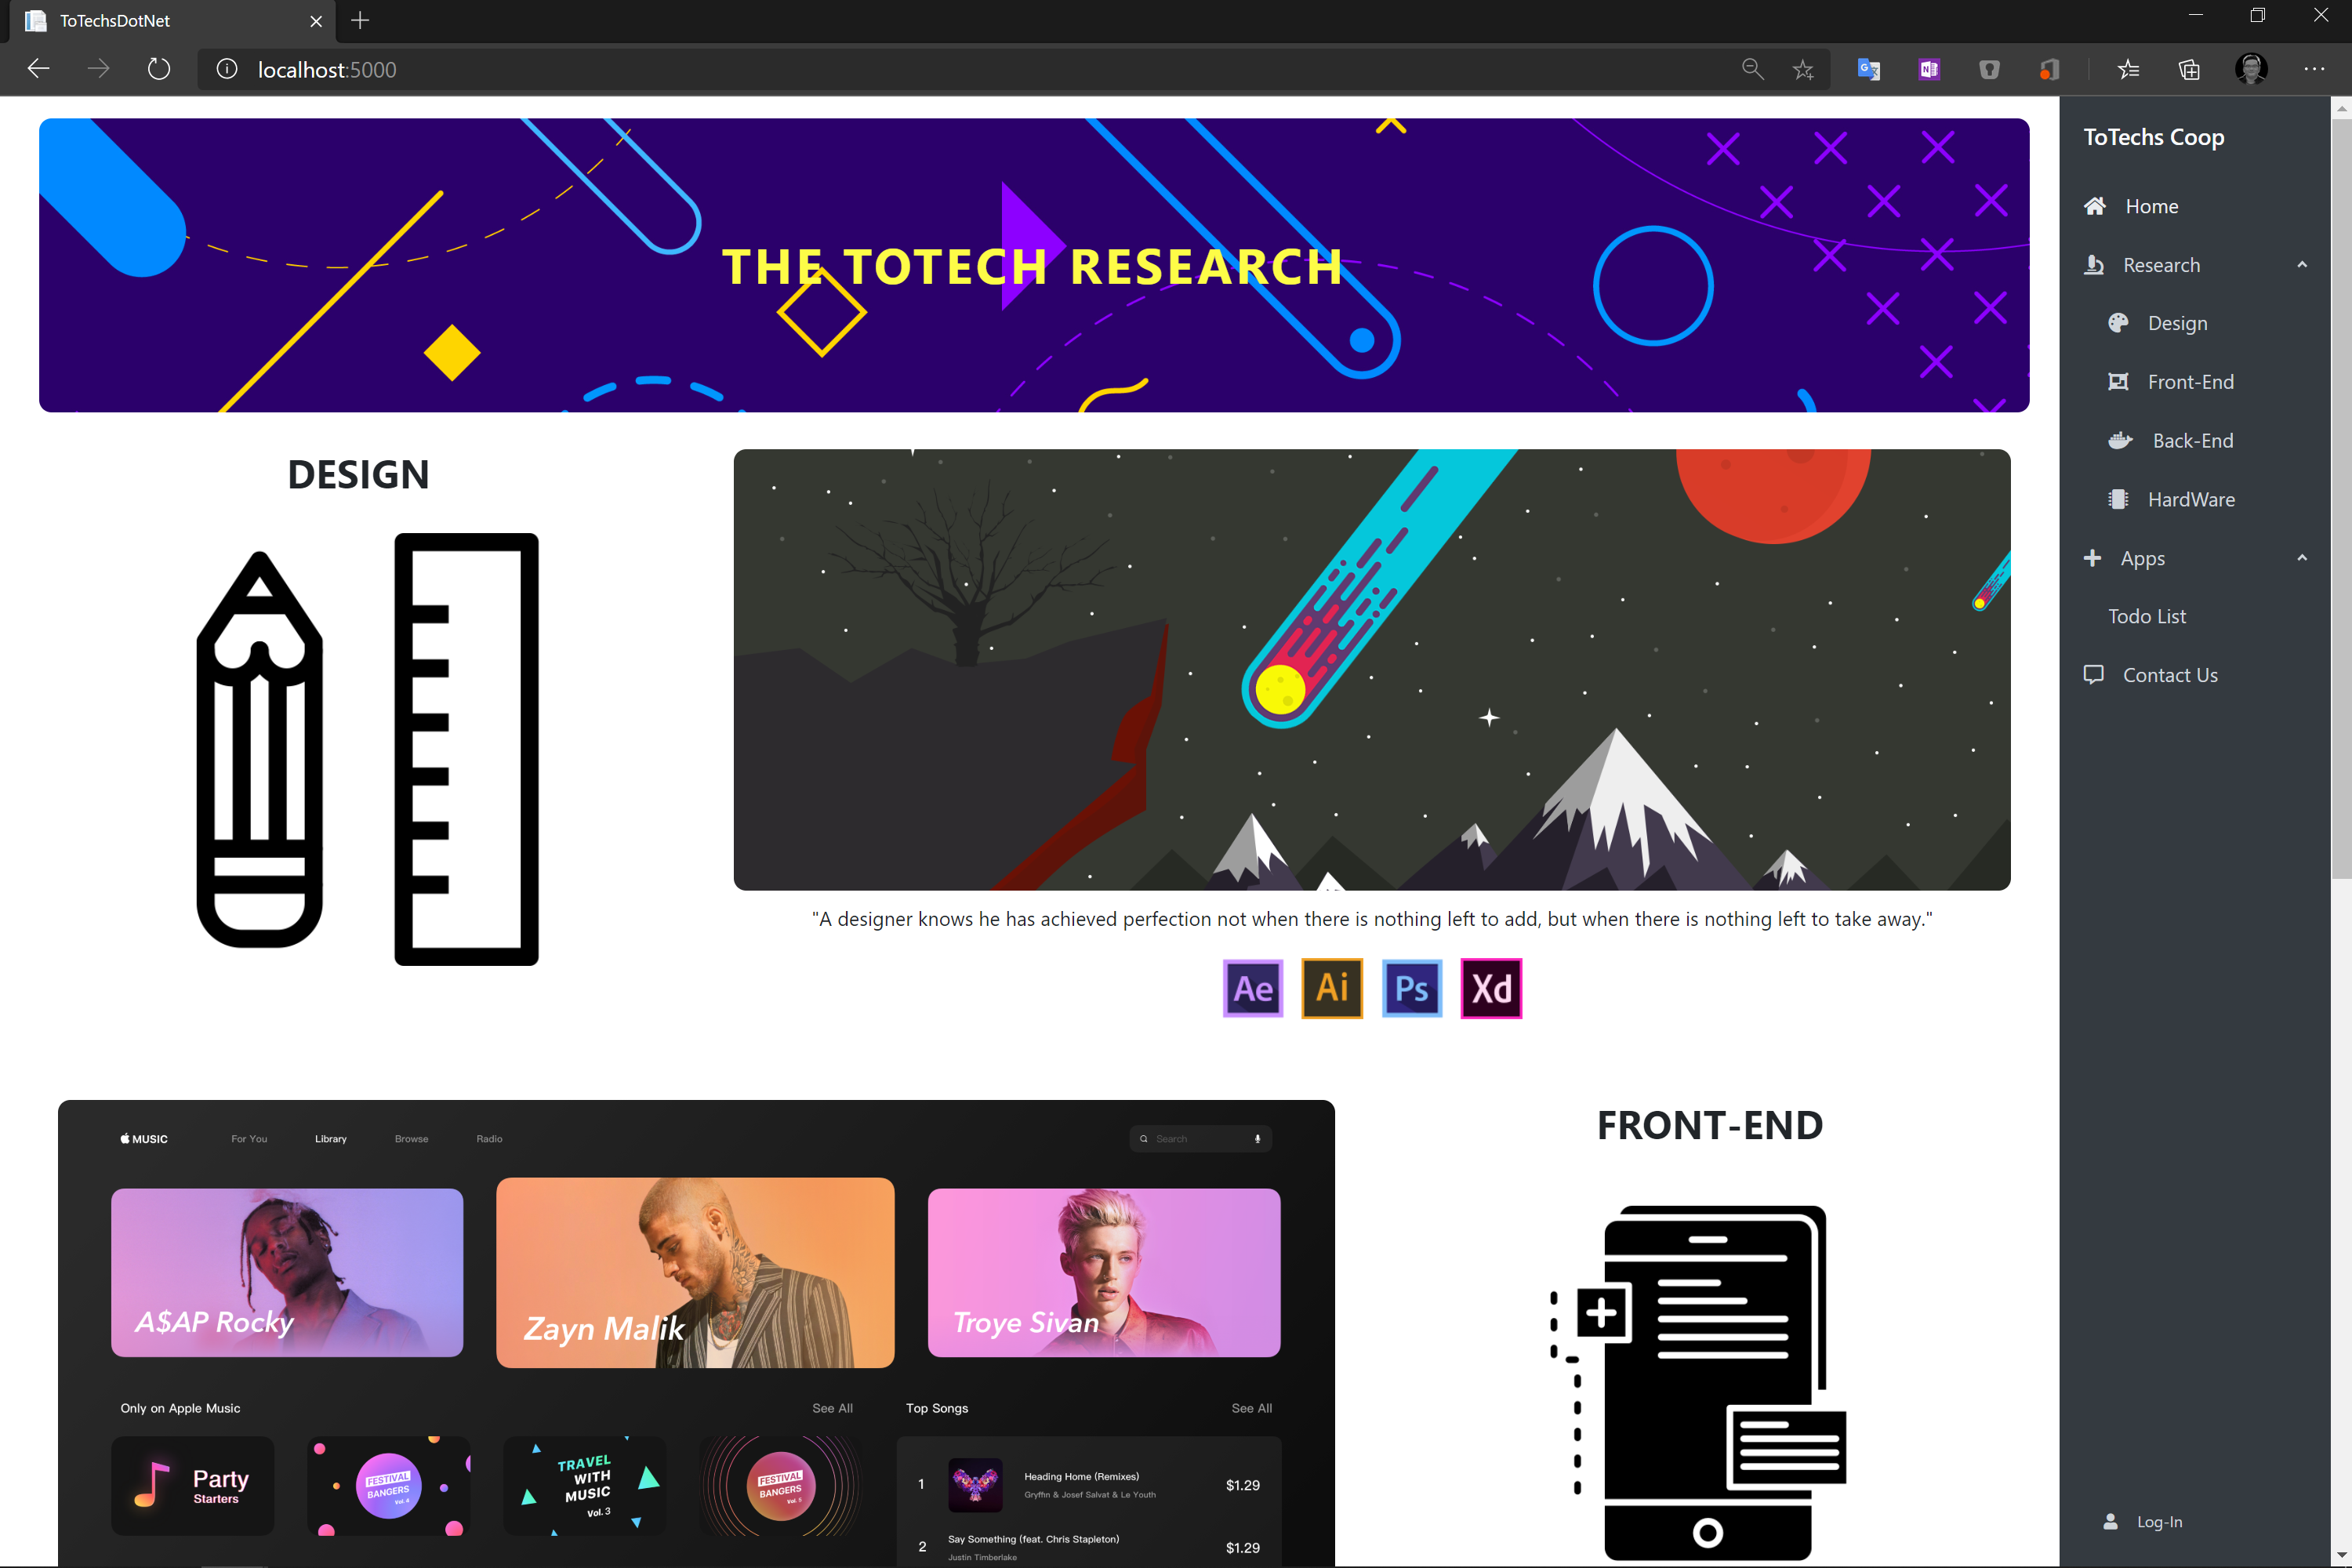 ToTechsDotNet
localhost:5000
THE TOTECH RESEARCH
DESIGN
"A designer knows he has achieved perfection not when there is nothing left to add, but when there is nothing left to take away."
Ae Ai Ps Xd
MUSIC For You Library Browse Radio Search
A$AP Rocky
Zayn Malik
Troye Sivan
Only on Apple Music See All
Party
Starters
FESTIVAL
BANGERS
Vol. 4
TRAVEL
WITH
MUSIC
Vol. 3
FESTIVAL
BANGERS
Vol. 5
Top Songs See All
1 Heading Home (Remixes) $1.29
Gryffin & Josef Salvat & Le Youth
2 Say Something (feat. Chris Stapleton) $1.29
Justin Timberlake
FRONT-END
ToTechs Coop
Home
Research
Design
Front-End
Back-End
HardWare
Apps
Todo List
Contact Us
Log-In